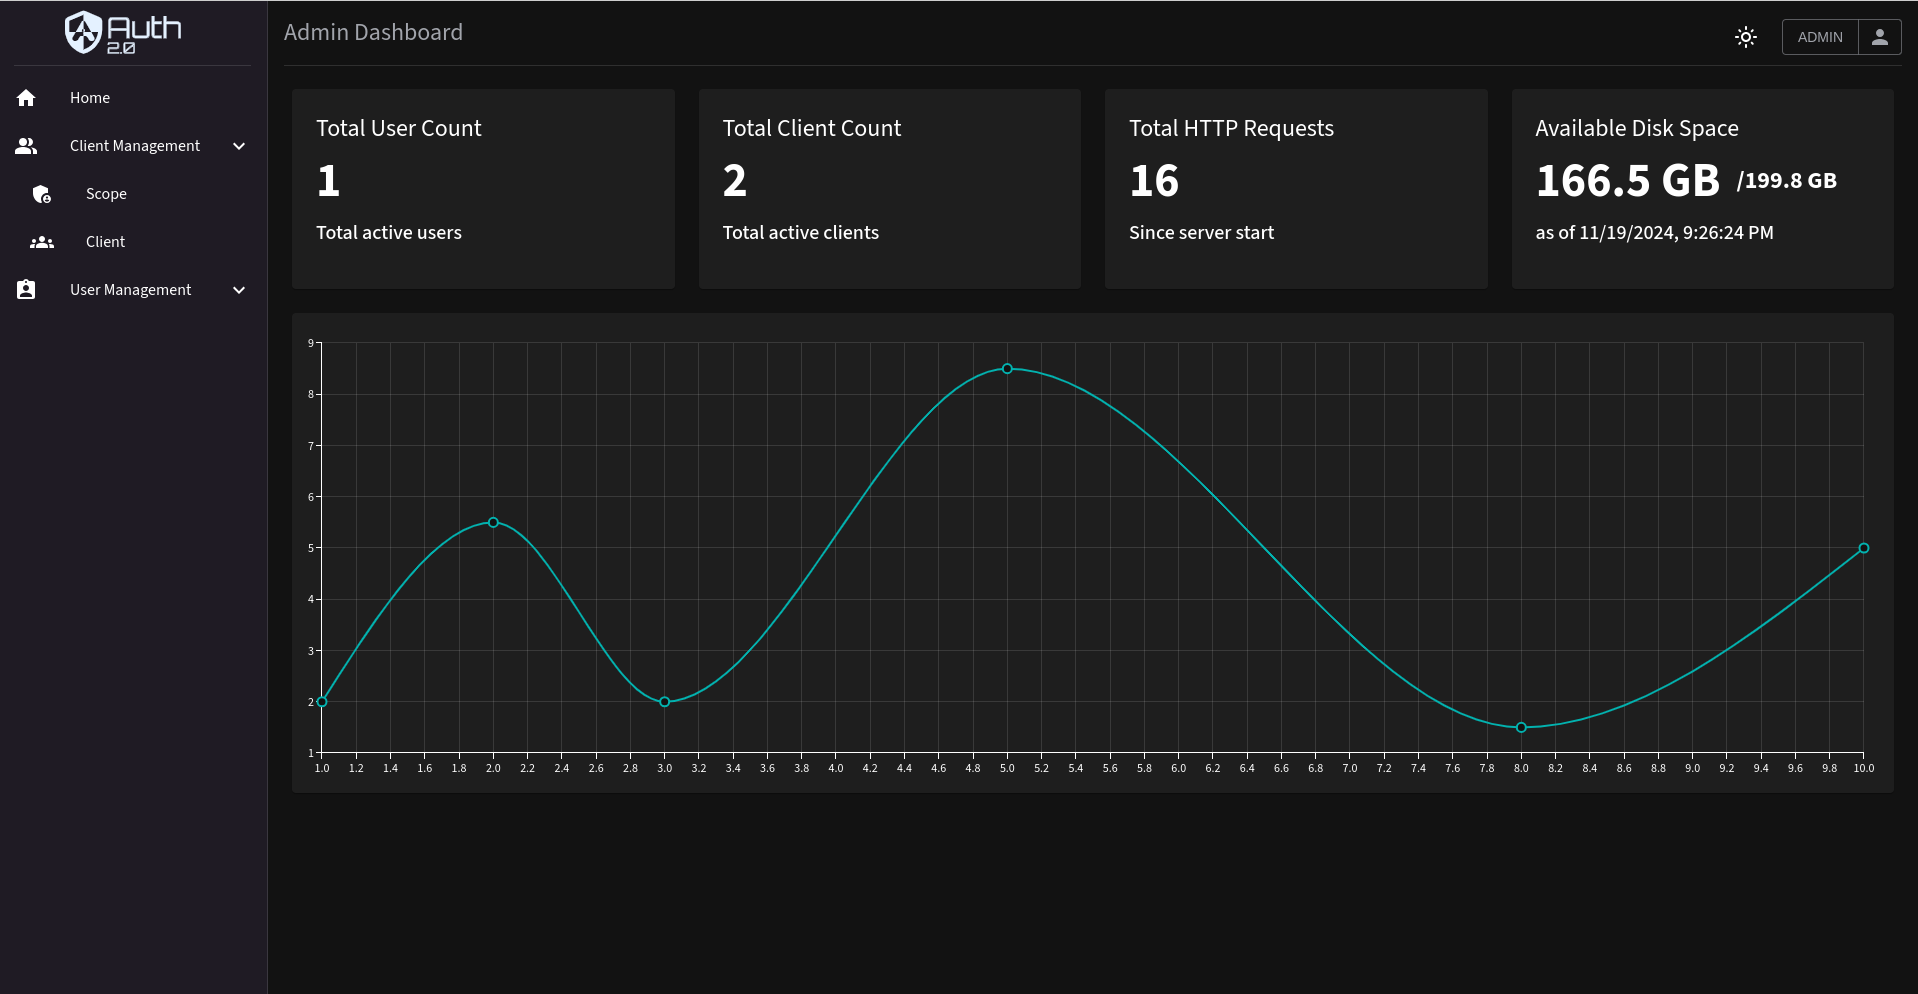 Auth
2.0
Home
Client Management
Scope
Client
User Management
Admin Dashboard
ADMIN
Total User Count
1
Total active users
Total Client Count
2
Total active clients
Total HTTP Requests
16
Since server start
Available Disk Space
166.5 GB /199.8 GB
as of 11/19/2024, 9:26:24 PM
9
8
7
6
5
4
3
2
1
1.0 1.2 1.4 1.6 1.8 2.0 2.2 2.4 2.6 2.8 3.0 3.2 3.4 3.6 3.8 4.0 4.2 4.4 4.6 4.8 5.0 5.2 5.4 5.6 5.8 6.0 6.2 6.4 6.6 6.8 7.0 7.2 7.4 7.6 7.8 8.0 8.2 8.4 8.6 8.8 9.0 9.2 9.4 9.6 9.8 10.0